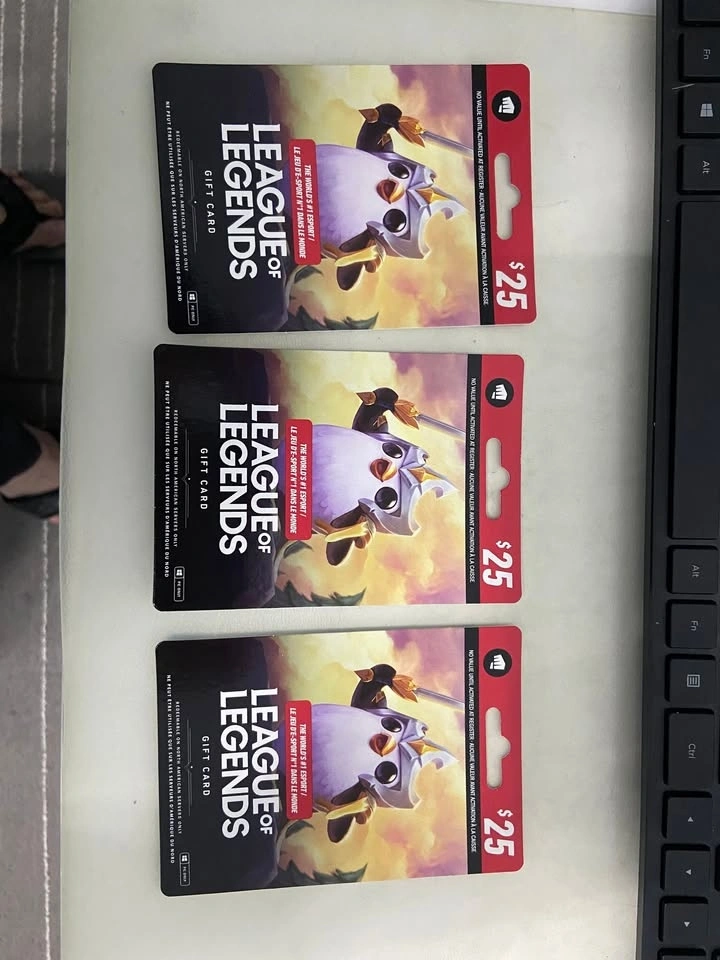 $25
NO VALUE UNTIL ACTIVATED AT REGISTER · AUCUNE VALEUR AVANT ACTIVATION À LA CAISSE
THE WORLD'S #1 ESPORT /
LE JEU D'E-SPORT N°1 DANS LE MONDE
LEAGUE OF
LEGENDS
GIFT CARD
REDEEMABLE ON NORTH AMERICAN SERVERS ONLY
NE PEUT ÊTRE UTILISÉE QUE SUR LES SERVEURS D'AMÉRIQUE DU NORD
PC ONLY
$25
NO VALUE UNTIL ACTIVATED AT REGISTER · AUCUNE VALEUR AVANT ACTIVATION À LA CAISSE
THE WORLD'S #1 ESPORT /
LE JEU D'E-SPORT N°1 DANS LE MONDE
LEAGUE OF
LEGENDS
GIFT CARD
REDEEMABLE ON NORTH AMERICAN SERVERS ONLY
NE PEUT ÊTRE UTILISÉE QUE SUR LES SERVEURS D'AMÉRIQUE DU NORD
PC ONLY
$25
NO VALUE UNTIL ACTIVATED AT REGISTER · AUCUNE VALEUR AVANT ACTIVATION À LA CAISSE
THE WORLD'S #1 ESPORT /
LE JEU D'E-SPORT N°1 DANS LE MONDE
LEAGUE OF
LEGENDS
GIFT CARD
REDEEMABLE ON NORTH AMERICAN SERVERS ONLY
NE PEUT ÊTRE UTILISÉE QUE SUR LES SERVEURS D'AMÉRIQUE DU NORD
PC ONLY
Fn
Alt
Alt
Fn
Ctrl